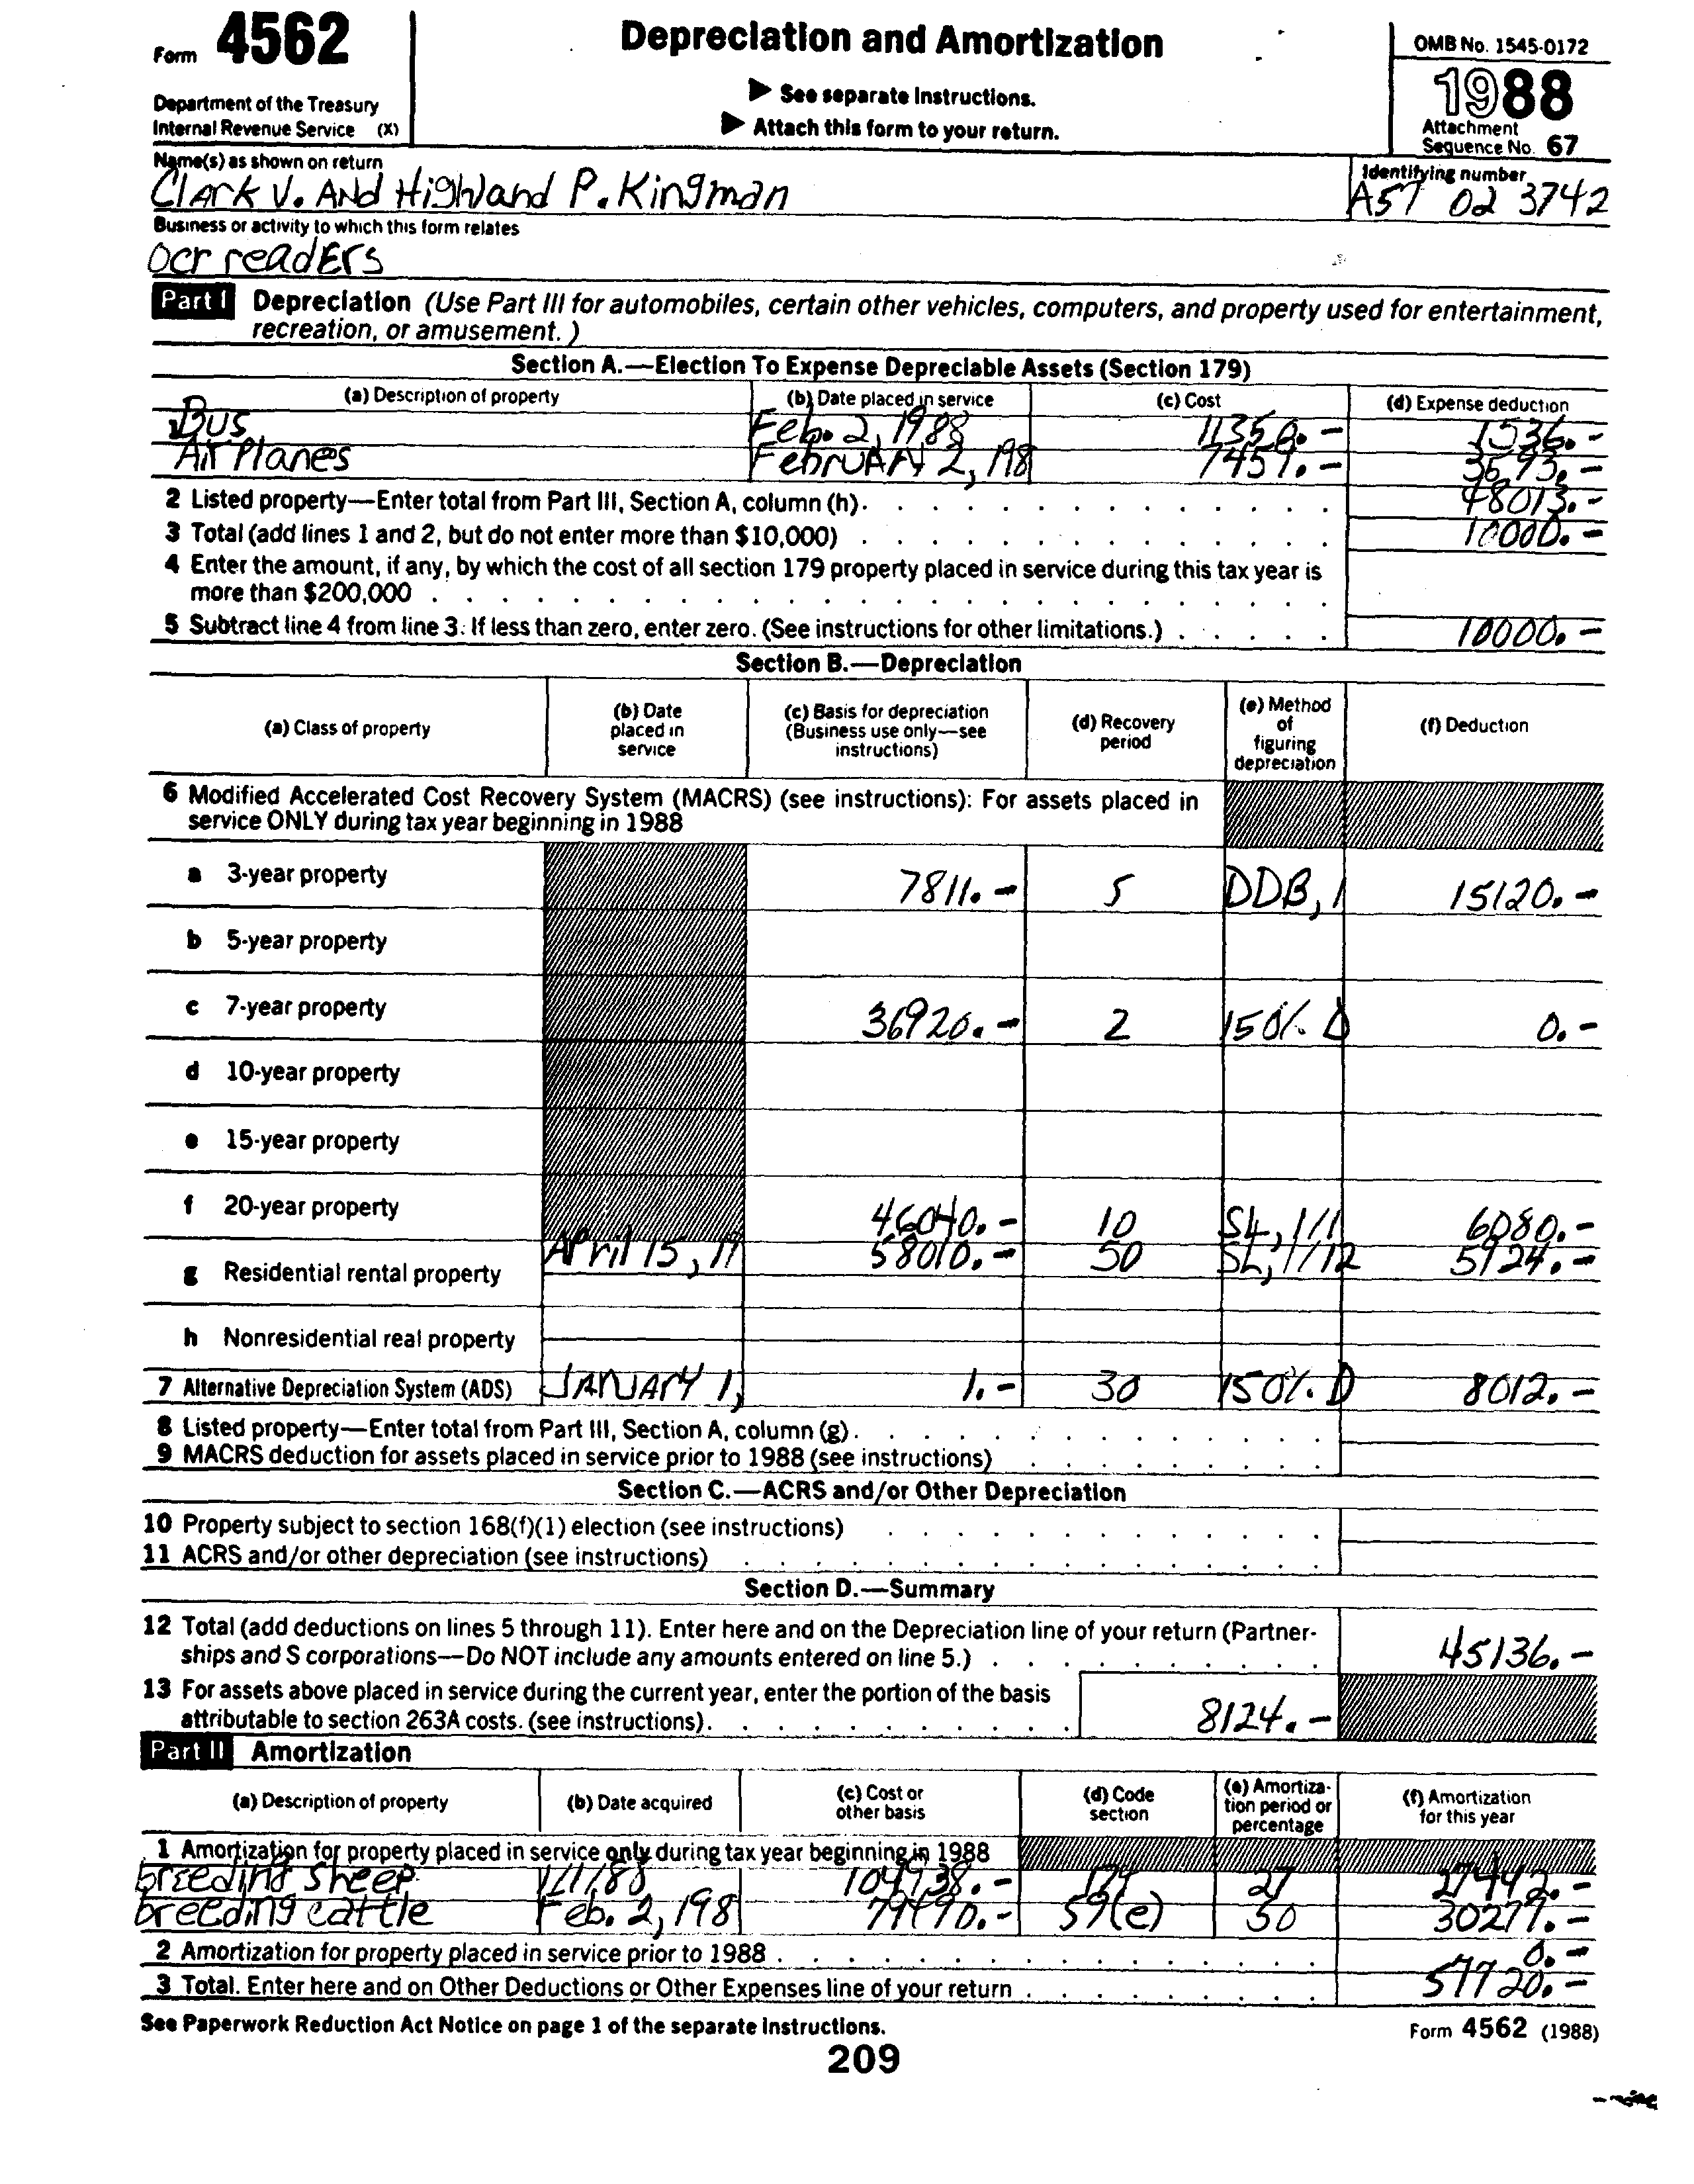 Form 4562
Department of the Treasury
Internal Revenue Service (X)
Depreciation and Amortization
▶ See separate Instructions.
▶ Attach this form to your return.
OMB No. 1545-0172
1988
Attachment
Sequence No. 67
Name(s) as shown on return
Clark V. And Highland P. Kingman
Identifying number
A57 02 3742
Business or activity to which this form relates
ocr readErs
Part I Depreciation (Use Part III for automobiles, certain other vehicles, computers, and property used for entertainment,
recreation, or amusement.)
Section A.—Election To Expense Depreciable Assets (Section 179)
(a) Description of property (b) Date placed in service (c) Cost (d) Expense deduction
1 Bus Feb. 2, 1988 11358.- 1536.-
AirPlanes FebruAry 2, 198 7459.-
2 Listed property—Enter total from Part III, Section A, column (h). 48013.-
3 Total (add lines 1 and 2, but do not enter more than $10,000) 10000.-
4 Enter the amount, if any, by which the cost of all section 179 property placed in service during this tax year is
more than $200,000
5 Subtract line 4 from line 3. If less than zero, enter zero. (See instructions for other limitations.) 10000.-
Section B.—Depreciation
(a) Class of property (b) Date placed in service (c) Basis for depreciation (Business use only—see instructions) (d) Recovery period (e) Method of figuring depreciation (f) Deduction
6 Modified Accelerated Cost Recovery System (MACRS) (see instructions): For assets placed in
service ONLY during tax year beginning in 1988
a 3-year property 7811.- 5 DDB, 1 15120.-
b 5-year property
c 7-year property 36920.- 2 150% D 0.-
d 10-year property
e 15-year property
f 20-year property 46040.- 10 SL, 1/1 6080.-
g Residential rental property April 15, 19 58010.- 50 SL, 1/12 5924.-
h Nonresidential real property
7 Alternative Depreciation System (ADS) JANUARY 1, 1.- 30 150% D 8012.-
8 Listed property—Enter total from Part III, Section A, column (g).
9 MACRS deduction for assets placed in service prior to 1988 (see instructions)
Section C.—ACRS and/or Other Depreciation
10 Property subject to section 168(f)(1) election (see instructions)
11 ACRS and/or other depreciation (see instructions)
Section D.—Summary
12 Total (add deductions on lines 5 through 11). Enter here and on the Depreciation line of your return (Partner-
ships and S corporations—Do NOT include any amounts entered on line 5.) 45136.-
13 For assets above placed in service during the current year, enter the portion of the basis
attributable to section 263A costs. (see instructions). 8124.-
Part II Amortization
(a) Description of property (b) Date acquired (c) Cost or other basis (d) Code section (e) Amortization period or percentage (f) Amortization for this year
1 Amortization for property placed in service only during tax year beginning in 1988
breeding sheep 1/1/88 104938.- 27 27442.-
breeding cattle Feb. 2, 198 79490.- 59(e) 50 30279.-
2 Amortization for property placed in service prior to 1988 0.-
3 Total. Enter here and on Other Deductions or Other Expenses line of your return 57720.-
See Paperwork Reduction Act Notice on page 1 of the separate instructions.
Form 4562 (1988)
209